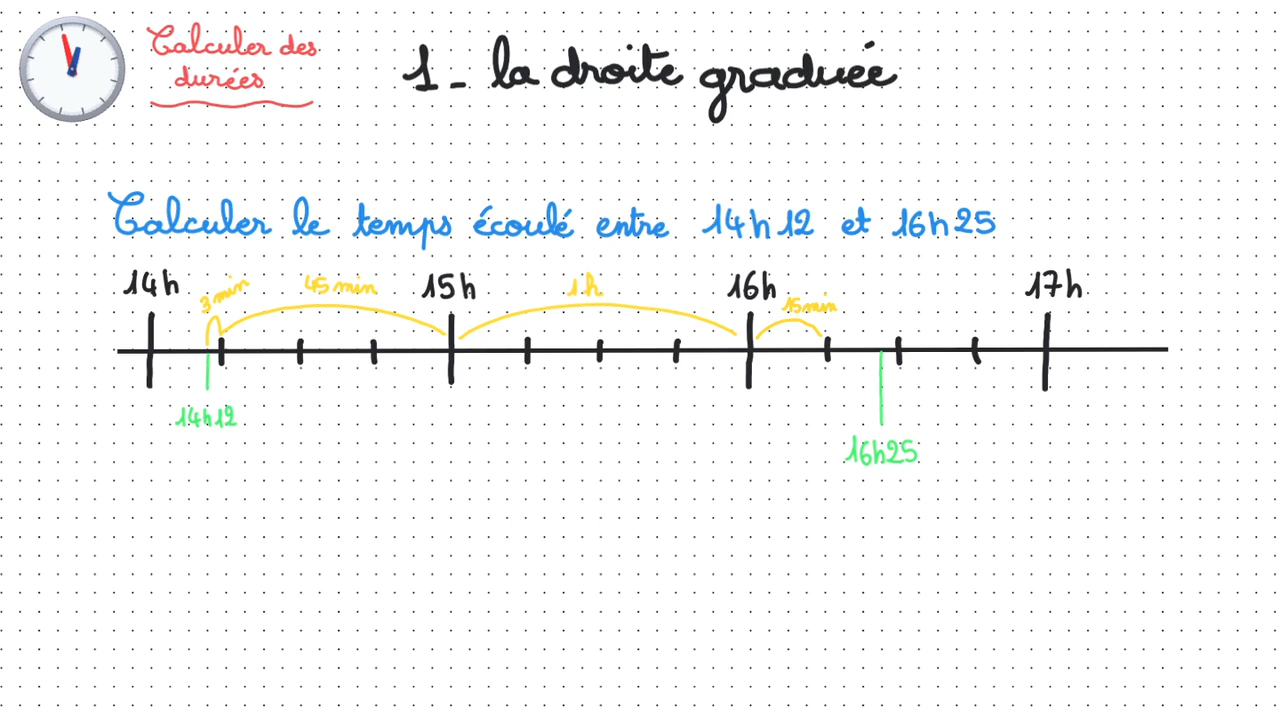 Calculer des
durées
1 - la droite graduée
Calculer le temps écoulé entre 14h12 et 16h25
14h 3 min 45 min 15h 1h 16h 15 min 17h
14h12
16h25